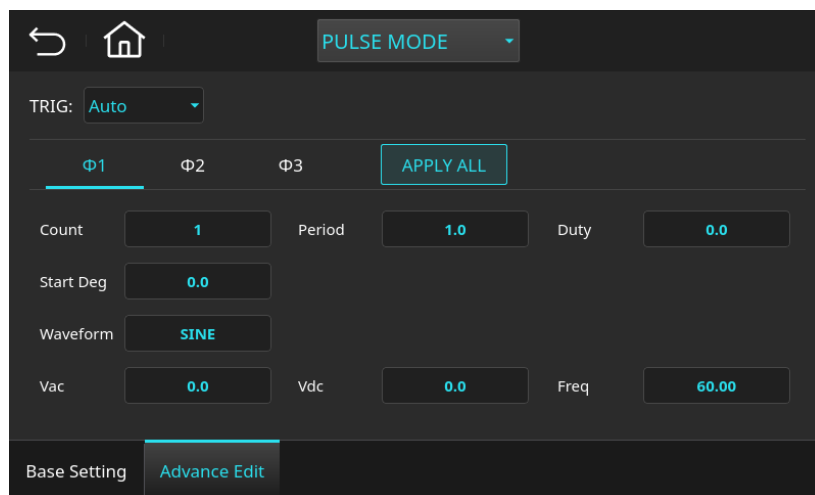 PULSE MODE
TRIG: Auto
Φ1 Φ2 Φ3 APPLY ALL
Count 1 Period 1.0 Duty 0.0
Start Deg 0.0
Waveform SINE
Vac 0.0 Vdc 0.0 Freq 60.00
Base Setting Advance Edit